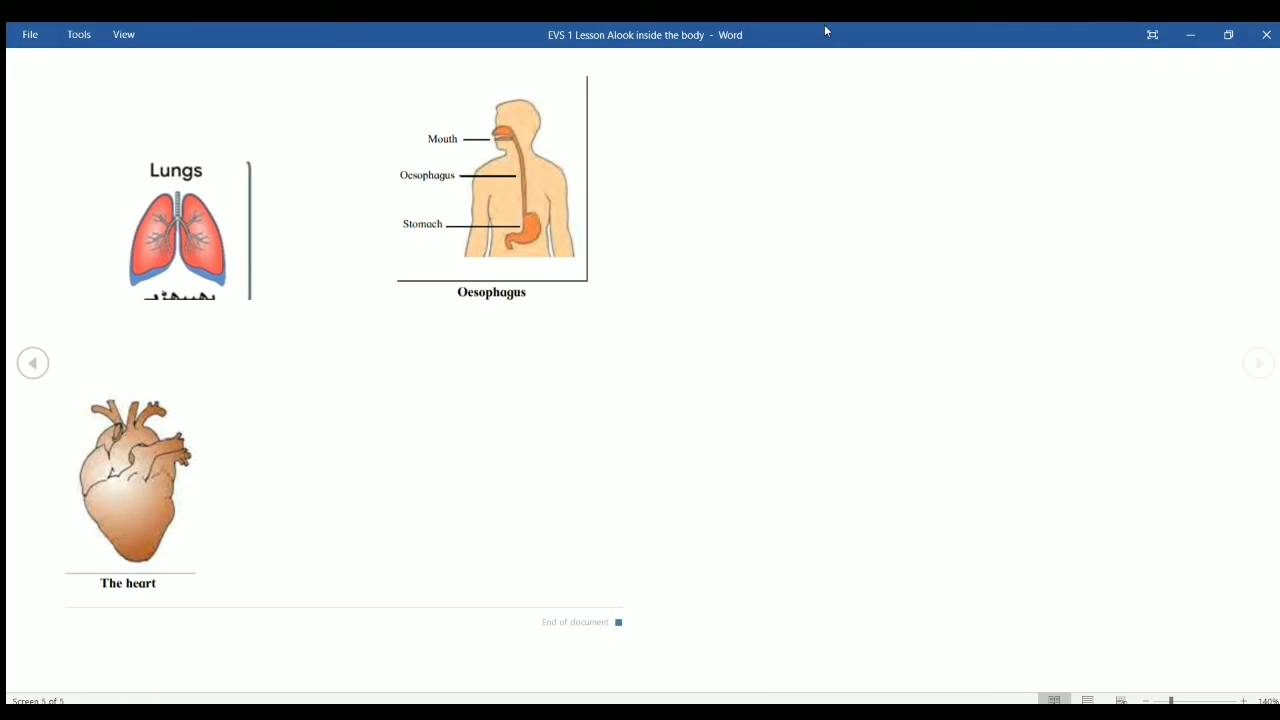 File Tools View
EVS 1 Lesson Alook inside the body - Word
Lungs
Mouth
Oesophagus
Stomach
Oesophagus
The heart
End of document
Screen 5 of 5
140%